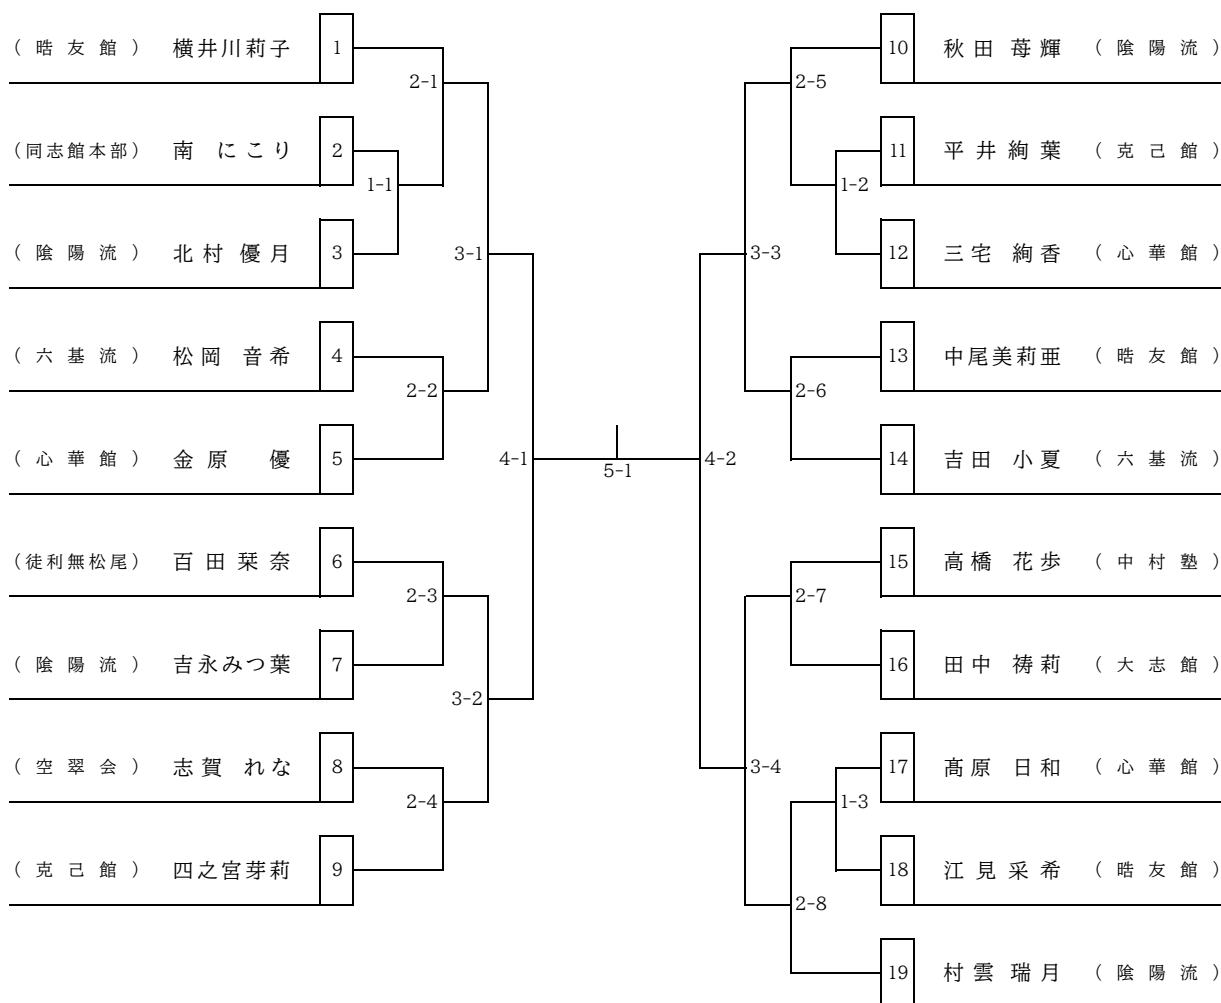 (晧友館) 横井川莉子 1
2-1
(同志館本部) 南 にこり 2
1-1
(陰陽流) 北村 優月 3
3-1
(六基流) 松岡 音希 4
2-2
(心華館) 金原 優 5
4-1
(徒利無松尾) 百田栞奈 6
2-3
(陰陽流) 吉永みつ葉 7
3-2
(空翠会) 志賀 れな 8
2-4
(克己館) 四之宮芽莉 9
5-1
10 秋田苺輝 (陰陽流)
2-5
11 平井絢葉 (克己館)
1-2
12 三宅絢香 (心華館)
3-3
13 中尾美莉亜 (晧友館)
2-6
14 吉田 小夏 (六基流)
4-2
15 高橋 花歩 (中村塾)
2-7
16 田中 祷莉 (大志館)
3-4
17 髙原 日和 (心華館)
1-3
18 江見采希 (晧友館)
2-8
19 村雲瑞月 (陰陽流)